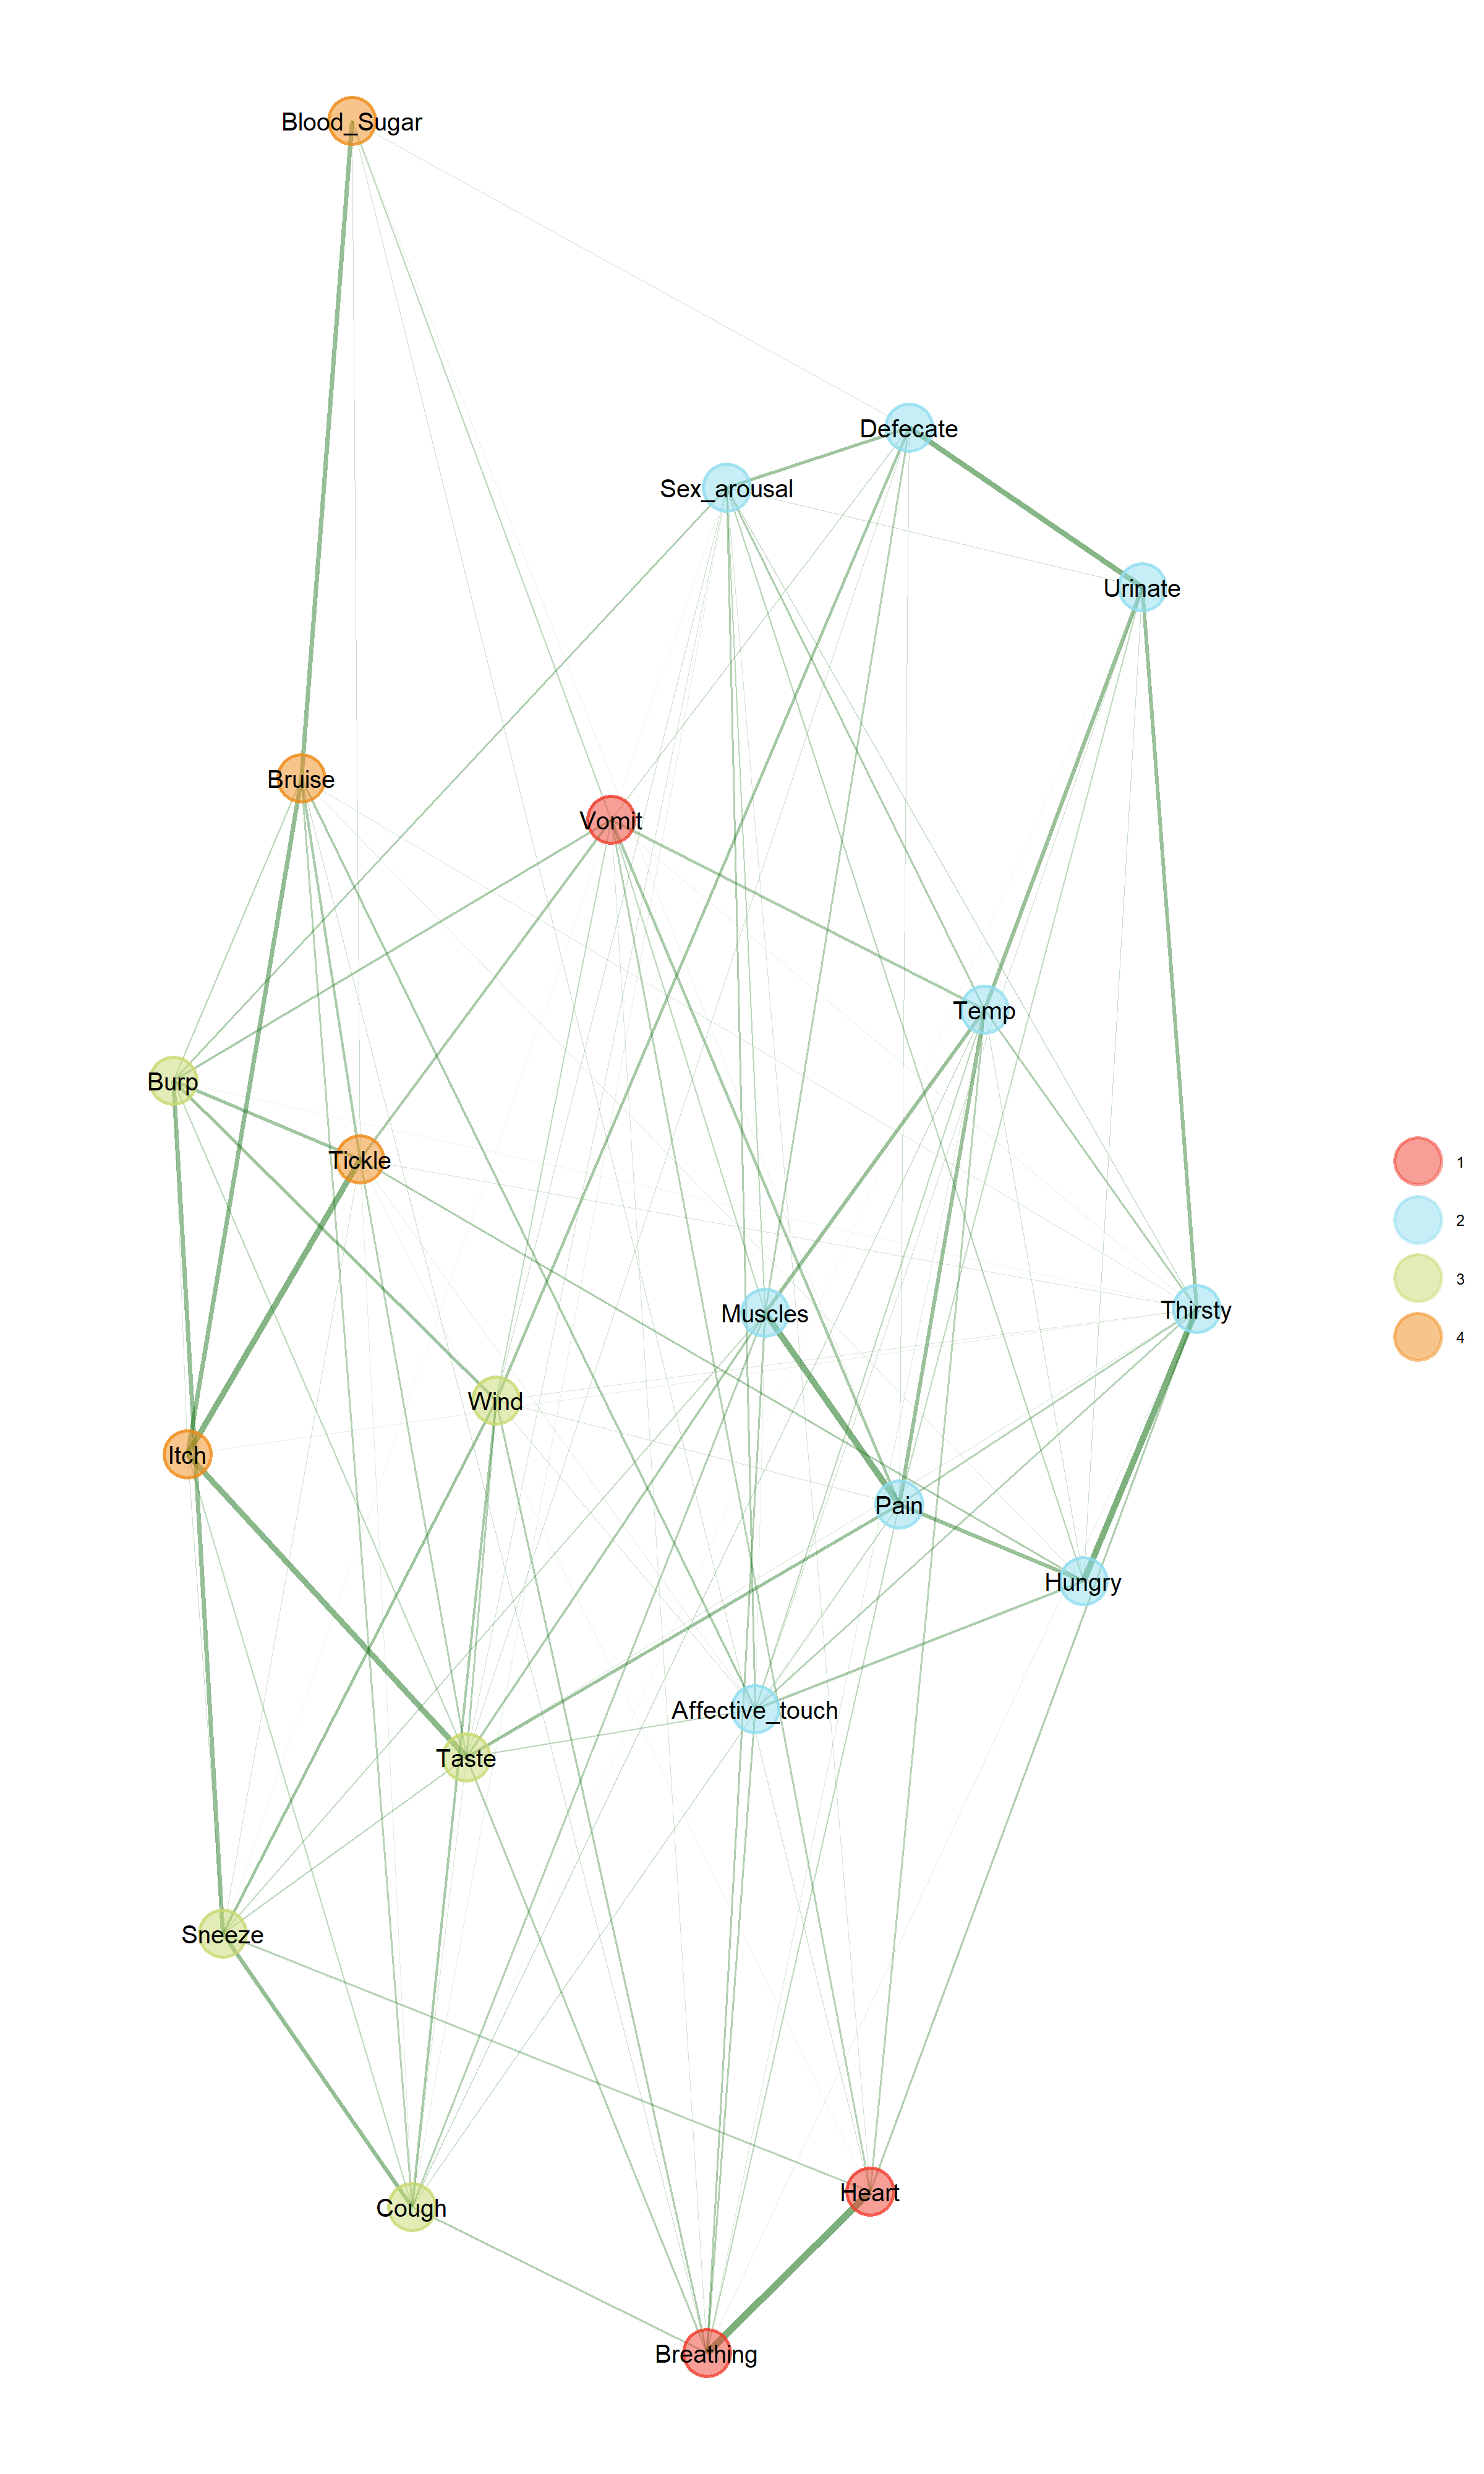 Blood_Sugar
Defecate
Sex_arousal
Urinate
Bruise
Vomit
Temp
Burp
Tickle
1
2
3
4
Muscles
Thirsty
Wind
Itch
Pain
Hungry
Affective_touch
Taste
Sneeze
Heart
Cough
Breathing